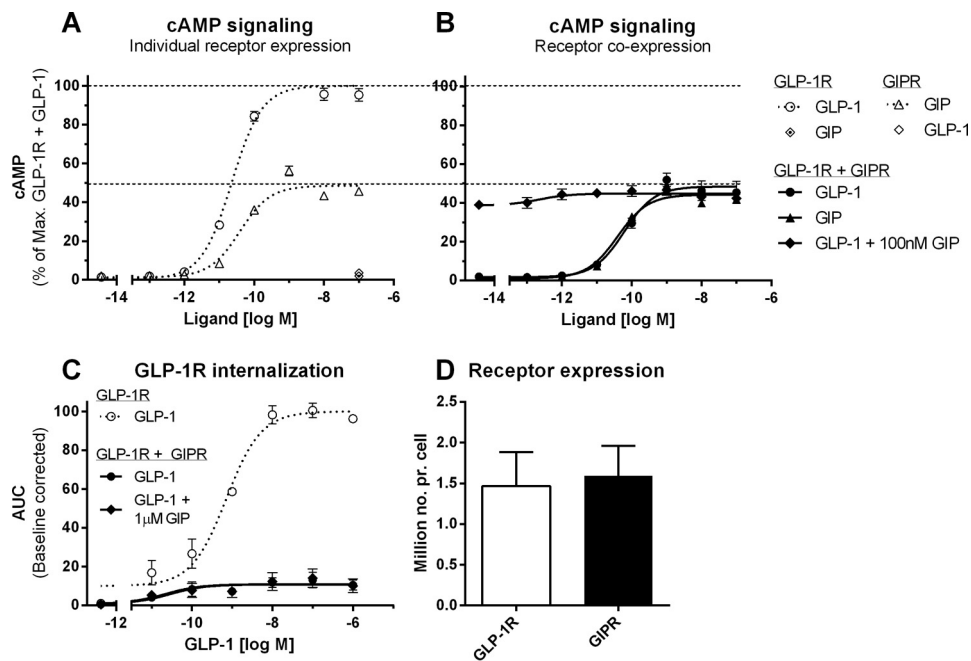 A
cAMP signaling
Individual receptor expression
cAMP
(% of Max. GLP-1R + GLP-1)
100
80
60
40
20
0
-14 -12 -10 -8 -6
Ligand [log M]
B
cAMP signaling
Receptor co-expression
100
80
60
40
20
0
-14 -12 -10 -8 -6
Ligand [log M]
GLP-1R GIPR
GLP-1 GIP
GIP GLP-1
GLP-1R + GIPR
GLP-1
GIP
GLP-1 + 100nM GIP
C
GLP-1R internalization
GLP-1R
GLP-1
GLP-1R + GIPR
GLP-1
GLP-1 +
1µM GIP
AUC
(Baseline corrected)
100
80
60
40
20
0
-12 -10 -8 -6
GLP-1 [log M]
D
Receptor expression
Million no. pr. cell
2.5
2.0
1.5
1.0
0.5
0.0
GLP-1R
GIPR